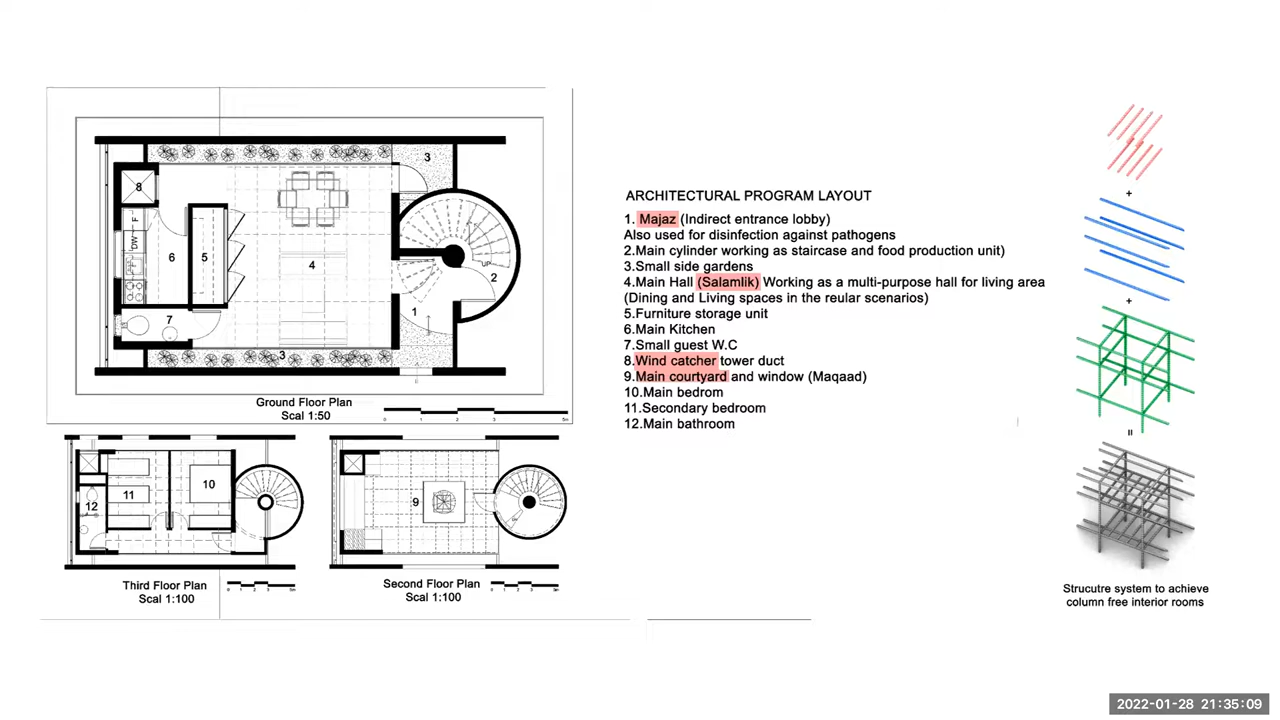 3
8
F
DW
6
5
4
2
UP
7
1
3
Ground Floor Plan
Scal 1:50
11
10
12
9
Third Floor Plan
Scal 1:100
Second Floor Plan
Scal 1:100
ARCHITECTURAL PROGRAM LAYOUT
1. Majaz (Indirect entrance lobby)
Also used for disinfection against pathogens
2.Main cylinder working as staircase and food production unit)
3.Small side gardens
4.Main Hall (Salamlik) Working as a multi-purpose hall for living area
(Dining and Living spaces in the reular scenarios)
5.Furniture storage unit
6.Main Kitchen
7.Small guest W.C
8.Wind catcher tower duct
9.Main courtyard and window (Maqaad)
10.Main bedrom
11.Secondary bedroom
12.Main bathroom
+
+
=
Strucutre system to achieve
column free interior rooms
2022-01-28 21:35:09